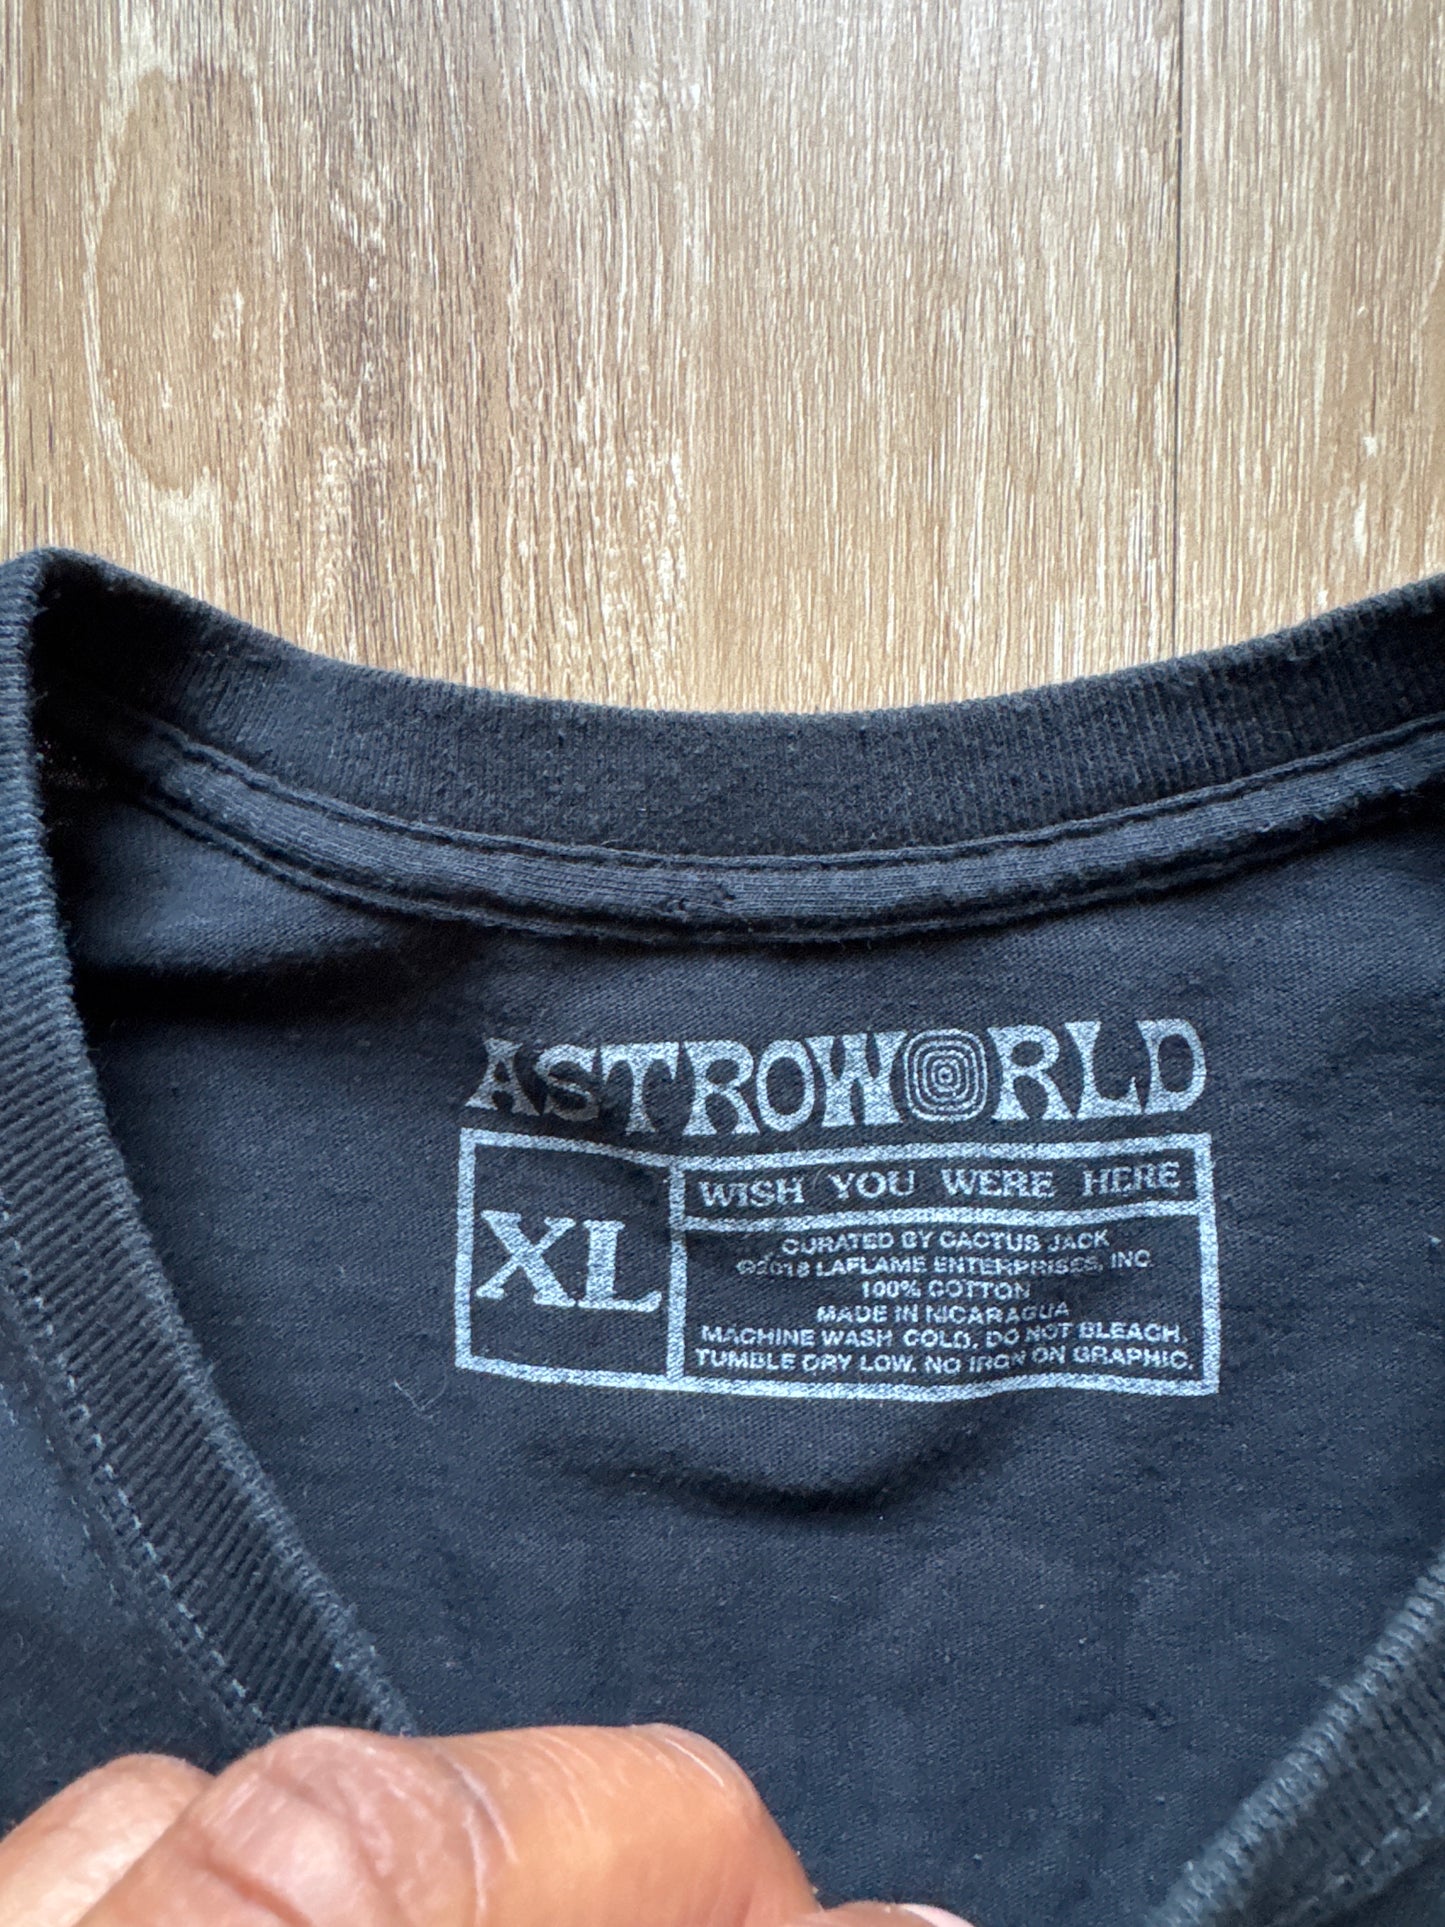 ASTROWORLD
XL
WISH YOU WERE HERE
CURATED BY CACTUS JACK
©2018 LAFLAME ENTERPRISES, INC.
100% COTTON
MADE IN NICARAGUA
MACHINE WASH COLD. DO NOT BLEACH.
TUMBLE DRY LOW. NO IRON ON GRAPHIC.